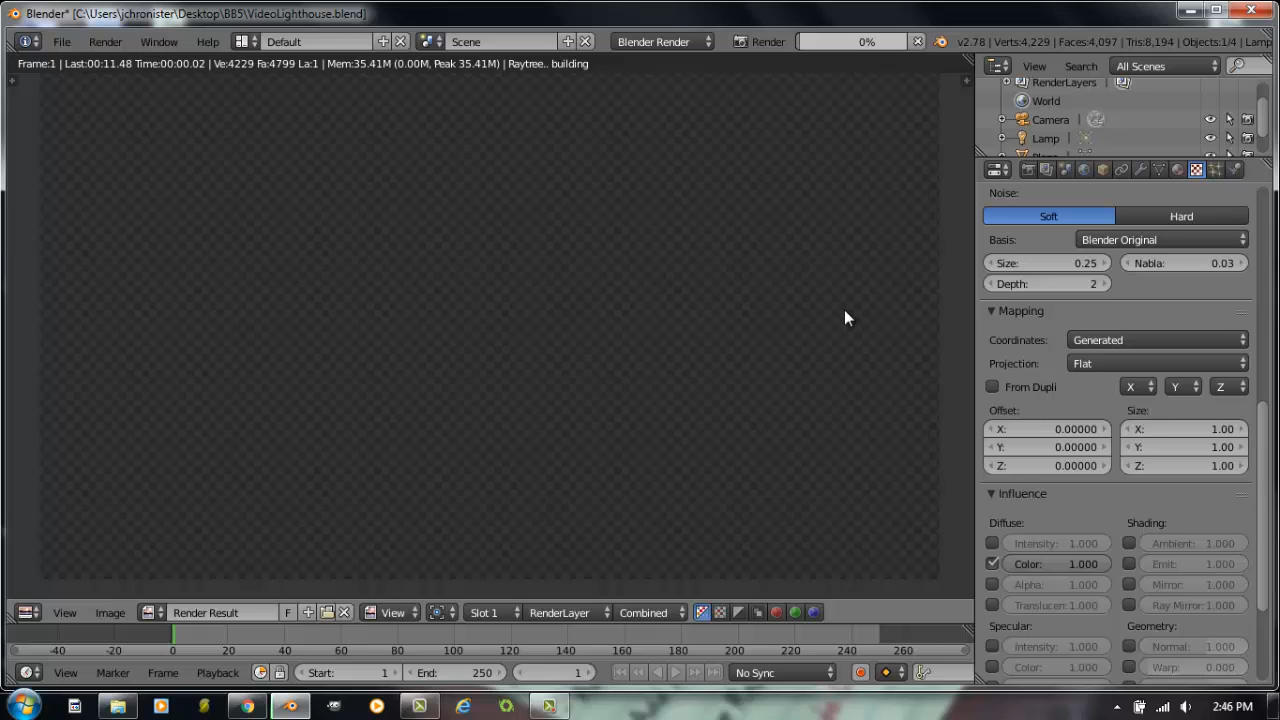 Blender* [C:\Users\jchronister\Desktop\BB5\VideoLighthouse.blend]
File Render Window Help Default Scene Blender Render Render 0% v2.78 | Verts:4,229 | Faces:4,097 | Tris:8,194 | Objects:1/4 | Lamp
Frame:1 | Last:00:11.48 Time:00:00.02 | Ve:4229 Fa:4799 La:1 | Mem:35.41M (0.00M, Peak 35.41M) | Raytree.. building
View Search All Scenes
RenderLayers
World
Camera
Lamp
Noise:
Soft Hard
Basis: Blender Original
Size: 0.25 Nabla: 0.03
Depth: 2
Mapping
Coordinates: Generated
Projection: Flat
From Dupli X Y Z
Offset: Size:
X: 0.00000 X: 1.00
Y: 0.00000 Y: 1.00
Z: 0.00000 Z: 1.00
Influence
Diffuse: Shading:
Intensity: 1.000 Ambient: 1.000
Color: 1.000 Emit: 1.000
Alpha: 1.000 Mirror: 1.000
Translucen: 1.000 Ray Mirror: 1.000
Specular: Geometry:
Intensity: 1.000 Normal: 1.000
Color: 1.000 Warp: 0.000
View Image Render Result F View Slot 1 RenderLayer Combined
-40 -20 0 20 40 60 80 100 120 140 160 180 200 220 240 260
View Marker Frame Playback Start: 1 End: 250 1 No Sync
2:46 PM